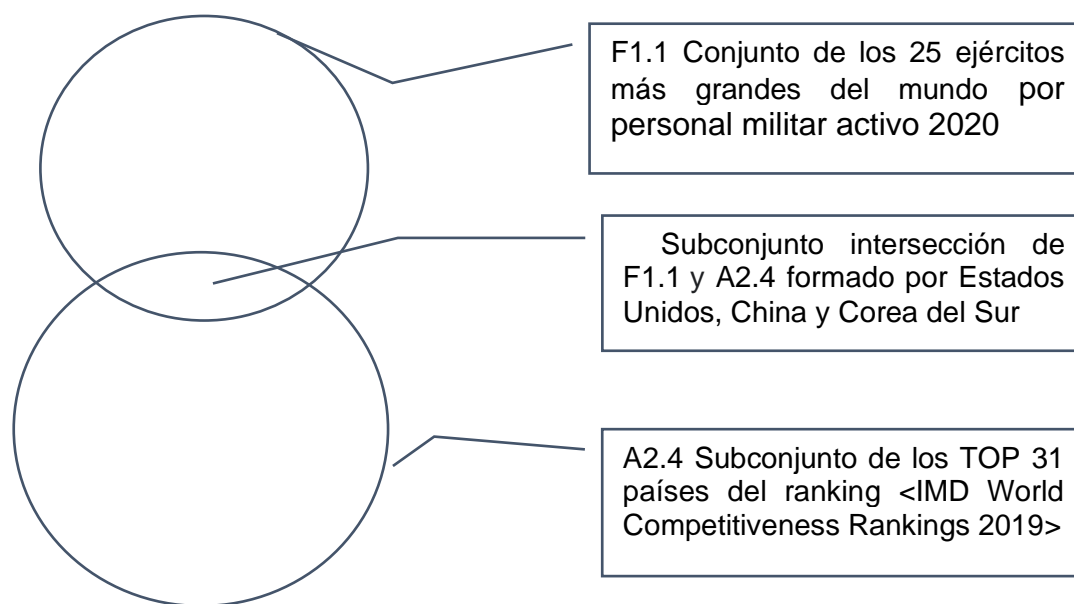 F1.1 Conjunto de los 25 ejércitos
más grandes del mundo por
personal militar activo 2020
Subconjunto intersección de
F1.1 y A2.4 formado por Estados
Unidos, China y Corea del Sur
A2.4 Subconjunto de los TOP 31
países del ranking <IMD World
Competitiveness Rankings 2019>